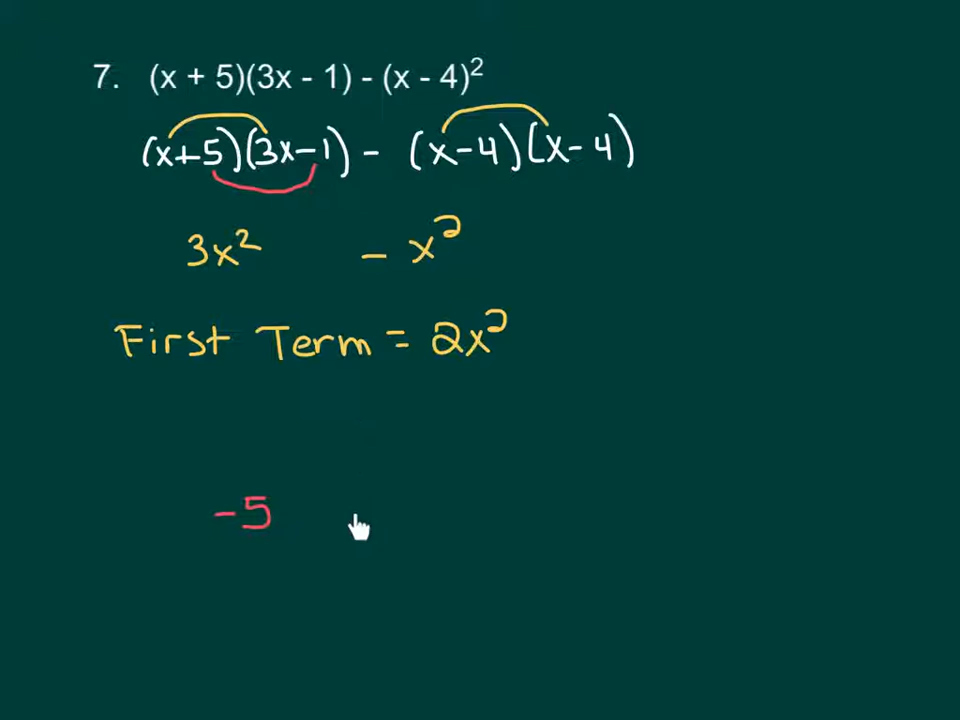 7. (x + 5)(3x - 1) - (x - 4)²
(x+5)(3x-1) - (x-4)(x-4)
3x² - x²
First Term = 2x²
-5